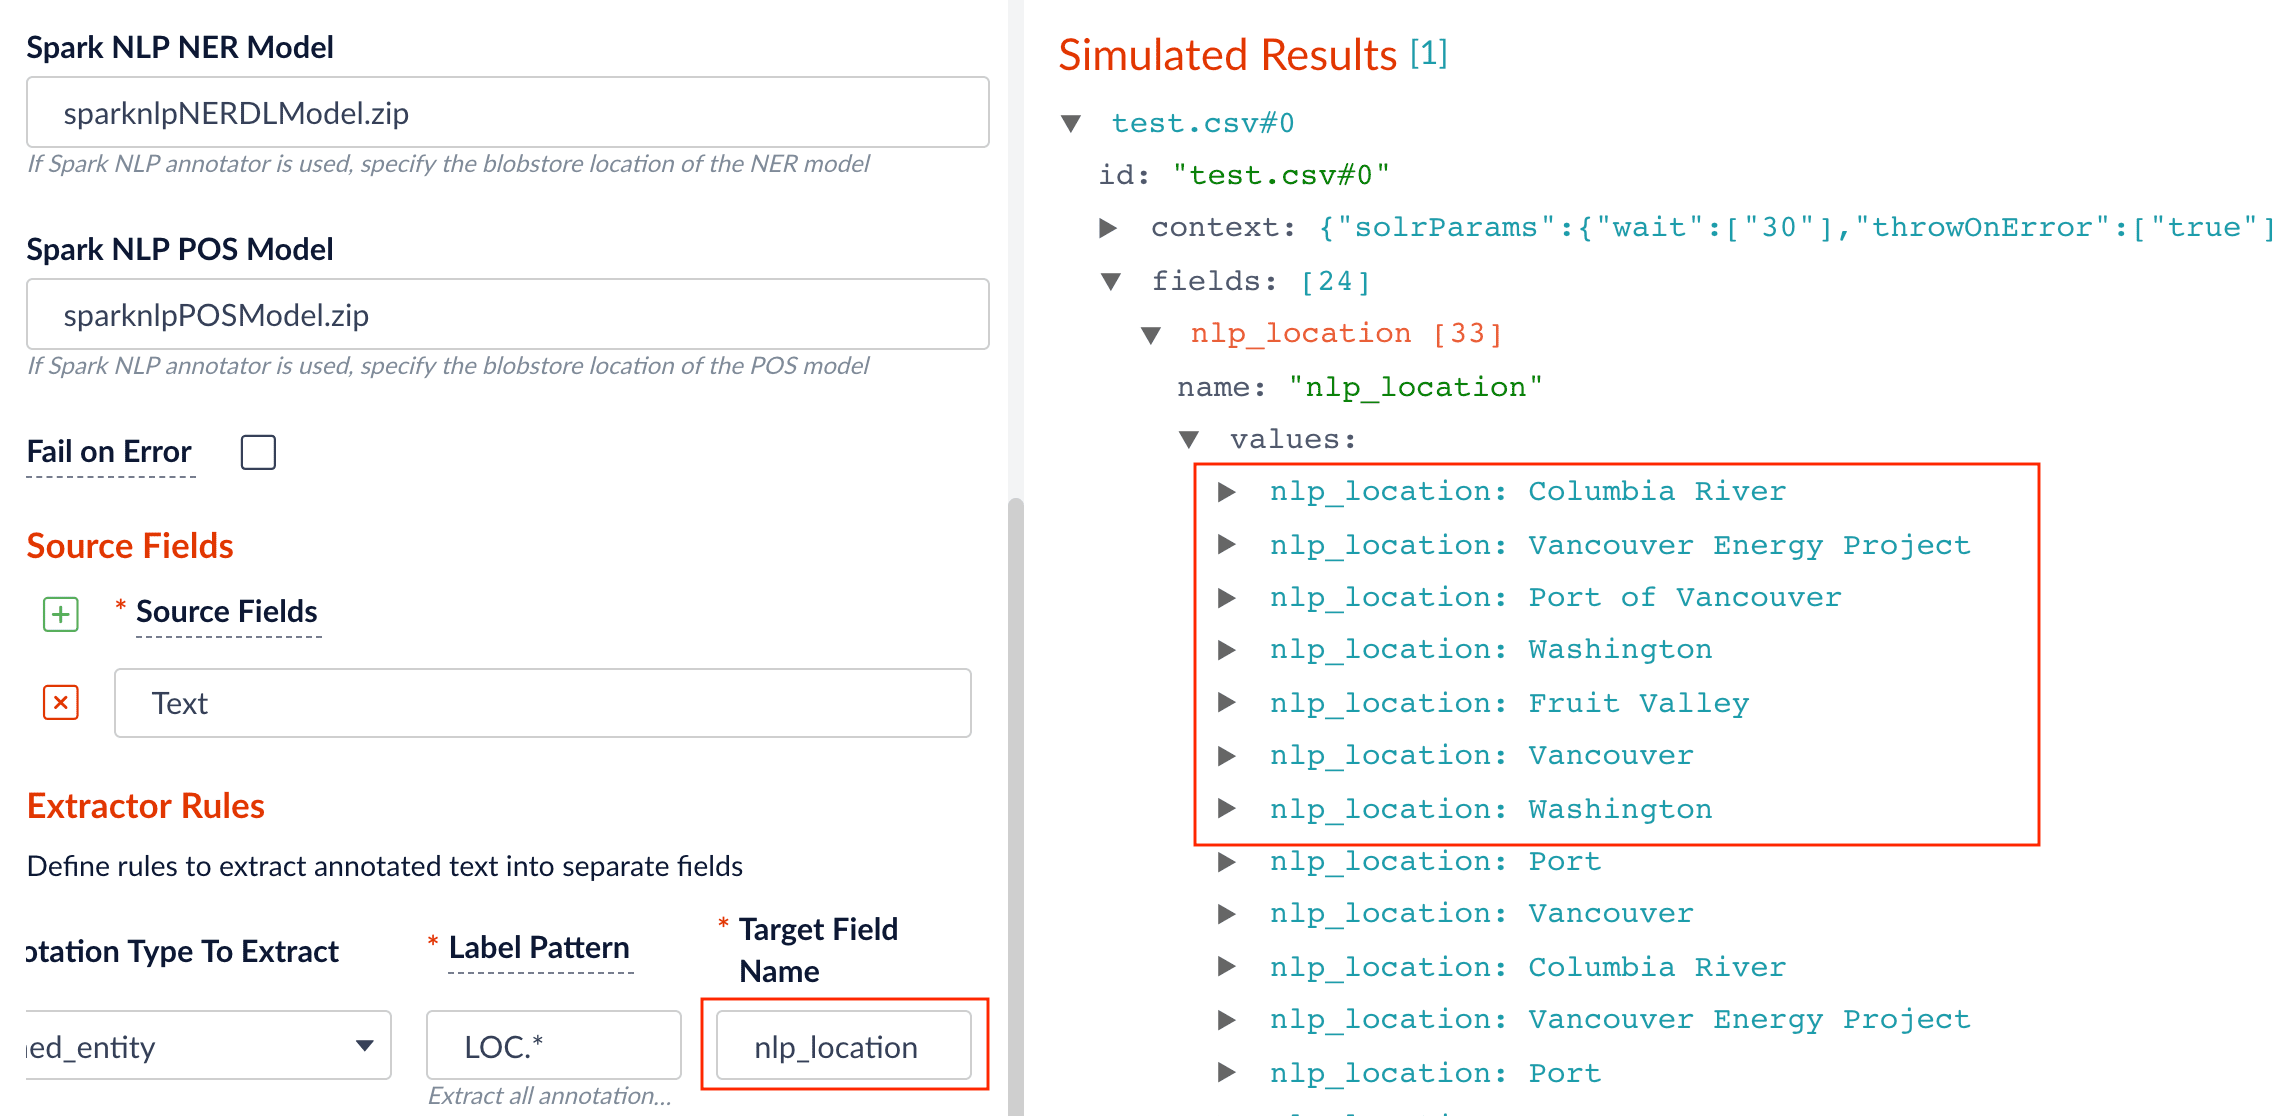 Spark NLP NER Model
sparknlpNERDLModel.zip
If Spark NLP annotator is used, specify the blobstore location of the NER model
Spark NLP POS Model
sparknlpPOSModel.zip
If Spark NLP annotator is used, specify the blobstore location of the POS model
Fail on Error
Source Fields
* Source Fields
Text
Extractor Rules
Define rules to extract annotated text into separate fields
otation Type To Extract
* Label Pattern
* Target Field
Name
ned_entity
LOC.*
nlp_location
Extract all annotation...
Simulated Results [1]
test.csv#0
id: "test.csv#0"
context: {"solrParams":{"wait":["30"],"throwOnError":["true"]
fields: [24]
nlp_location [33]
name: "nlp_location"
values:
nlp_location: Columbia River
nlp_location: Vancouver Energy Project
nlp_location: Port of Vancouver
nlp_location: Washington
nlp_location: Fruit Valley
nlp_location: Vancouver
nlp_location: Washington
nlp_location: Port
nlp_location: Vancouver
nlp_location: Columbia River
nlp_location: Vancouver Energy Project
nlp_location: Port